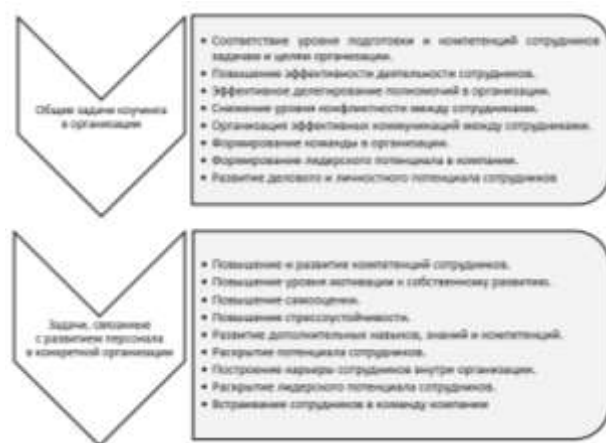 Общие задачи коучинга
в организации
• Соответствие уровня подготовки и компетенций сотрудников
задачам и целям организации.
• Повышение эффективности деятельности сотрудников.
• Эффективное делегирование полномочий в организации.
• Снижение уровня конфликтности между сотрудниками.
• Организация эффективных коммуникаций между сотрудниками.
• Формирование команды в организации.
• Формирование лидерского потенциала в компании.
• Развитие делового и личностного потенциала сотрудников
Задачи, связанные
с развитием персонала
в конкретной организации
• Повышение и развитие компетенций сотрудников.
• Повышение уровня мотивации к собственному развитию.
• Повышение самооценки.
• Повышение стрессоустойчивости.
• Развитие дополнительных навыков, знаний и компетенций.
• Раскрытие потенциала сотрудников.
• Построение карьеры сотрудников внутри организации.
• Раскрытие лидерского потенциала сотрудников.
• Встраивание сотрудников в команду компании